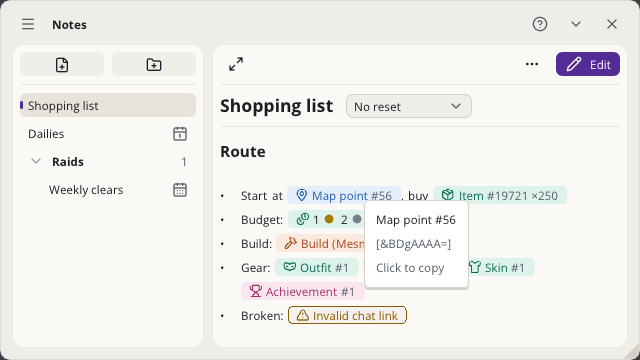 Notes
Edit
Shopping list
Dailies
Raids 1
Weekly clears
Shopping list
No reset
Route
• Start at Map point #56, buy Item #19721 ×250
• Budget: 1 2
• Build: Build (Mesm
• Gear: Outfit #1 Skin #1
Achievement #1
• Broken: Invalid chat link
Map point #56
[&BDgAAAA=]
Click to copy